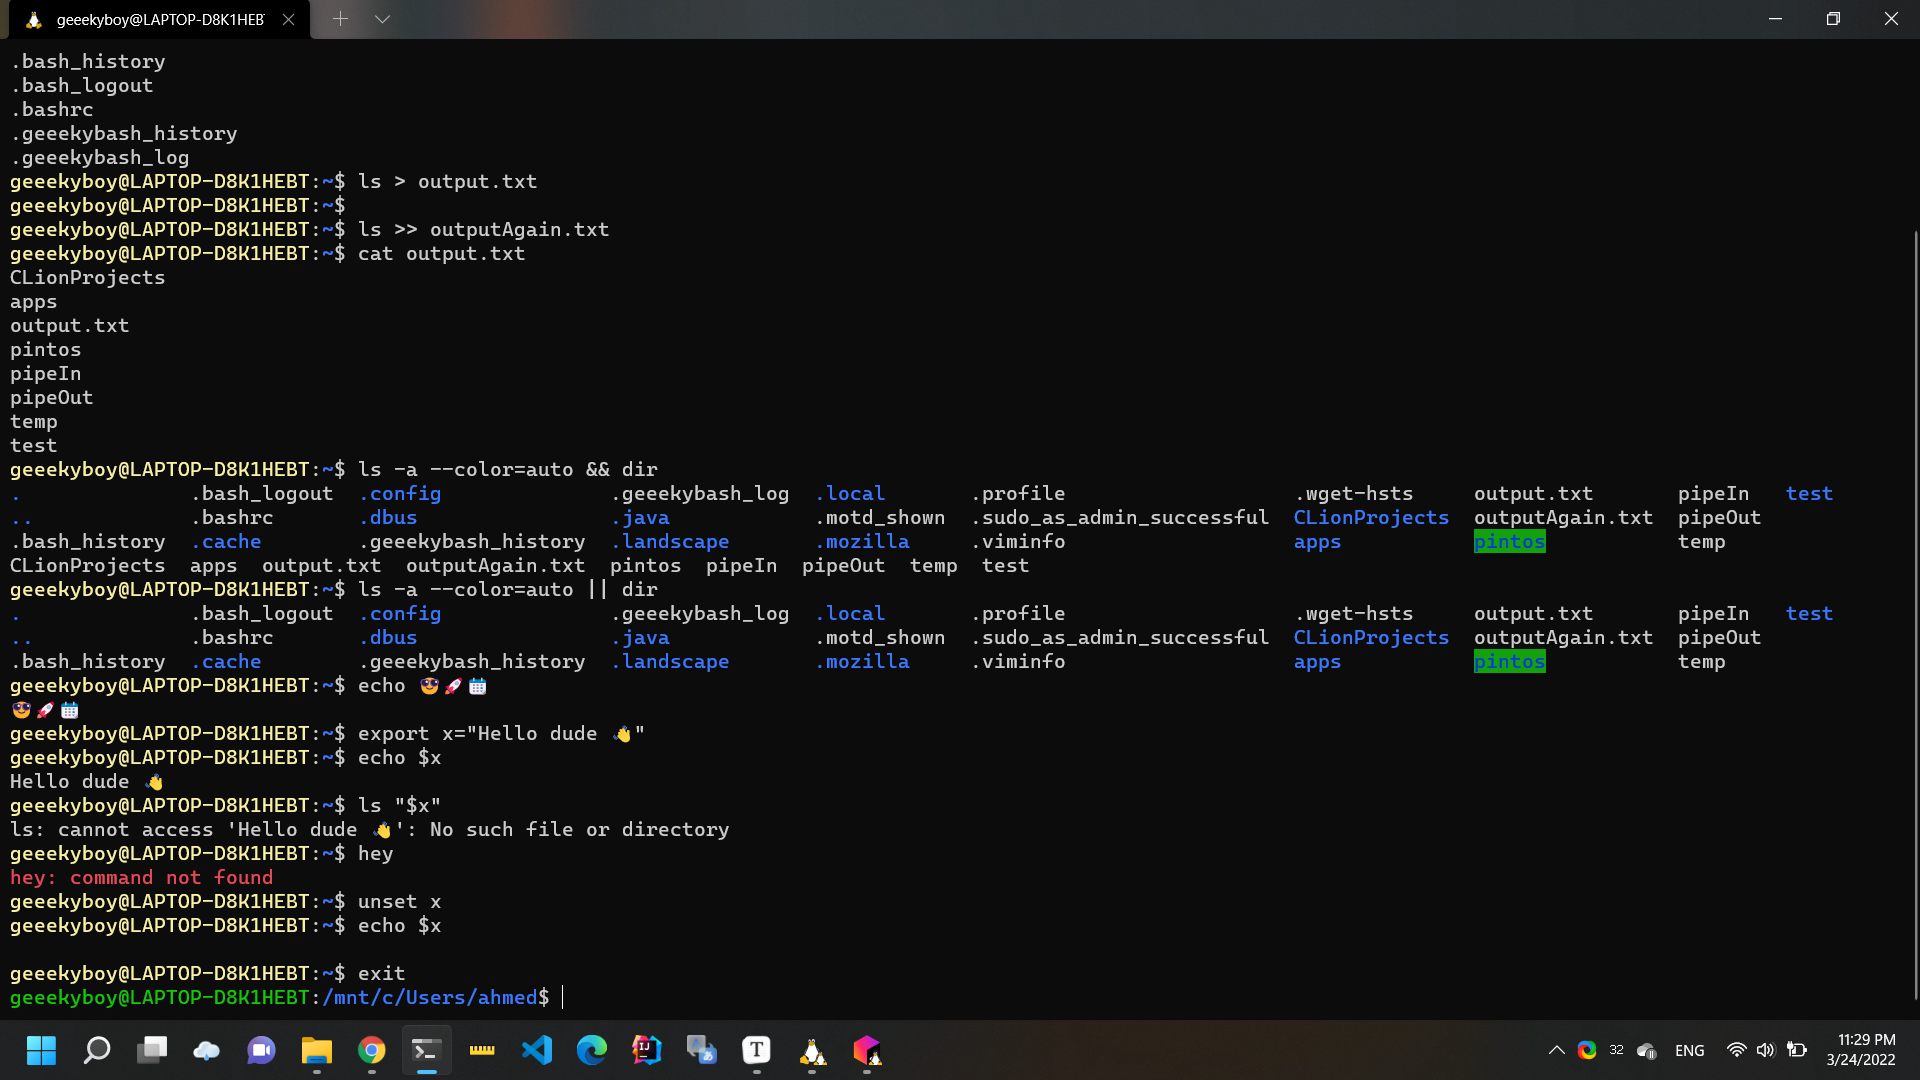 geeekyboy@LAPTOP-D8K1HEB
.bash_history
.bash_logout
.bashrc
.geeekybash_history
.geeekybash_log
geeekyboy@LAPTOP-D8K1HEBT:~$ ls > output.txt
geeekyboy@LAPTOP-D8K1HEBT:~$
geeekyboy@LAPTOP-D8K1HEBT:~$ ls >> outputAgain.txt
geeekyboy@LAPTOP-D8K1HEBT:~$ cat output.txt
CLionProjects
apps
output.txt
pintos
pipeIn
pipeOut
temp
test
geeekyboy@LAPTOP-D8K1HEBT:~$ ls -a --color=auto && dir
. .bash_logout .config .geeekybash_log .local .profile .wget-hsts output.txt pipeIn test
.. .bashrc .dbus .java .motd_shown .sudo_as_admin_successful CLionProjects outputAgain.txt pipeOut
.bash_history .cache .geeekybash_history .landscape .mozilla .viminfo apps pintos temp
CLionProjects apps output.txt outputAgain.txt pintos pipeIn pipeOut temp test
geeekyboy@LAPTOP-D8K1HEBT:~$ ls -a --color=auto || dir
. .bash_logout .config .geeekybash_log .local .profile .wget-hsts output.txt pipeIn test
.. .bashrc .dbus .java .motd_shown .sudo_as_admin_successful CLionProjects outputAgain.txt pipeOut
.bash_history .cache .geeekybash_history .landscape .mozilla .viminfo apps pintos temp
geeekyboy@LAPTOP-D8K1HEBT:~$ echo 😎🚀📅
😎🚀📅
geeekyboy@LAPTOP-D8K1HEBT:~$ export x="Hello dude 👋"
geeekyboy@LAPTOP-D8K1HEBT:~$ echo $x
Hello dude 👋
geeekyboy@LAPTOP-D8K1HEBT:~$ ls "$x"
ls: cannot access 'Hello dude 👋': No such file or directory
geeekyboy@LAPTOP-D8K1HEBT:~$ hey
hey: command not found
geeekyboy@LAPTOP-D8K1HEBT:~$ unset x
geeekyboy@LAPTOP-D8K1HEBT:~$ echo $x
geeekyboy@LAPTOP-D8K1HEBT:~$ exit
geeekyboy@LAPTOP-D8K1HEBT:/mnt/c/Users/ahmed$
IJ T 32 ENG 11:29 PM
3/24/2022